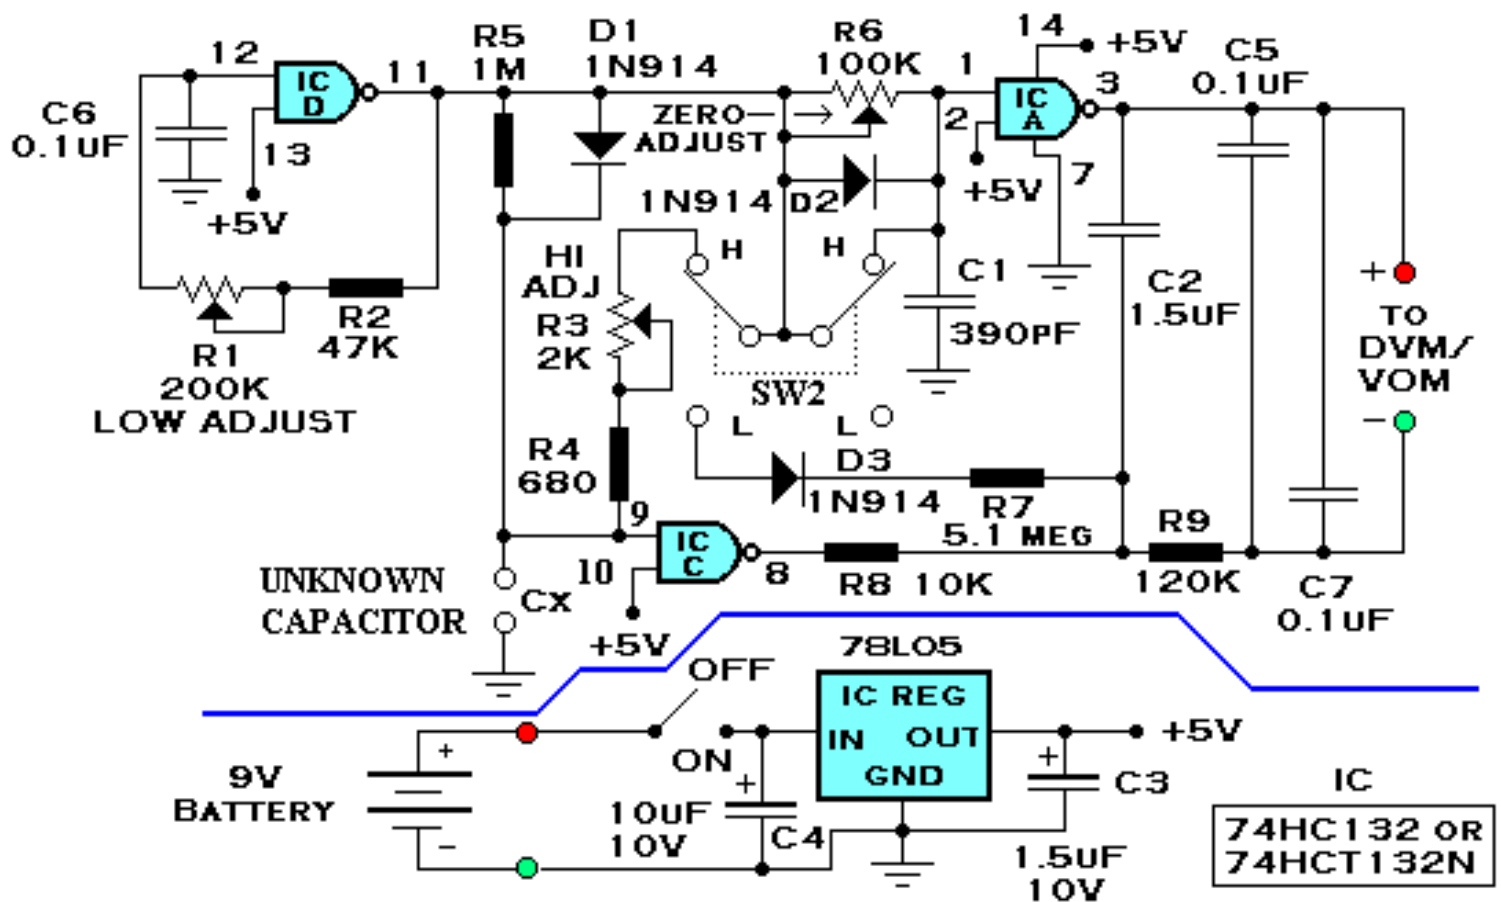 12
IC
D
11
13
+5V
C6
0.1uF
R1
200K
LOW ADJUST
R2
47K
R5
1M
D1
1N914
R6
100K
ZERO
ADJUST
1N914 D2
1
2
IC
A
14
+5V
3
+5V
7
C5
0.1uF
C1
390PF
C2
1.5uF
+
TO
DVM/
VOM
-
HI
ADJ
R3
2K
H
H
SW2
L
L
D3
1N914
R7
5.1 MEG
R4
680
9
10
IC
C
8
+5V
R8 10K
R9
120K
C7
0.1uF
UNKNOWN
CAPACITOR
Cx
OFF
ON
9V
BATTERY
+
-
+
10uF
10V
C4
78L05
IC REG
IN OUT
GND
+5V
+
C3
1.5uF
10V
IC
74HC132 OR
74HCT132N